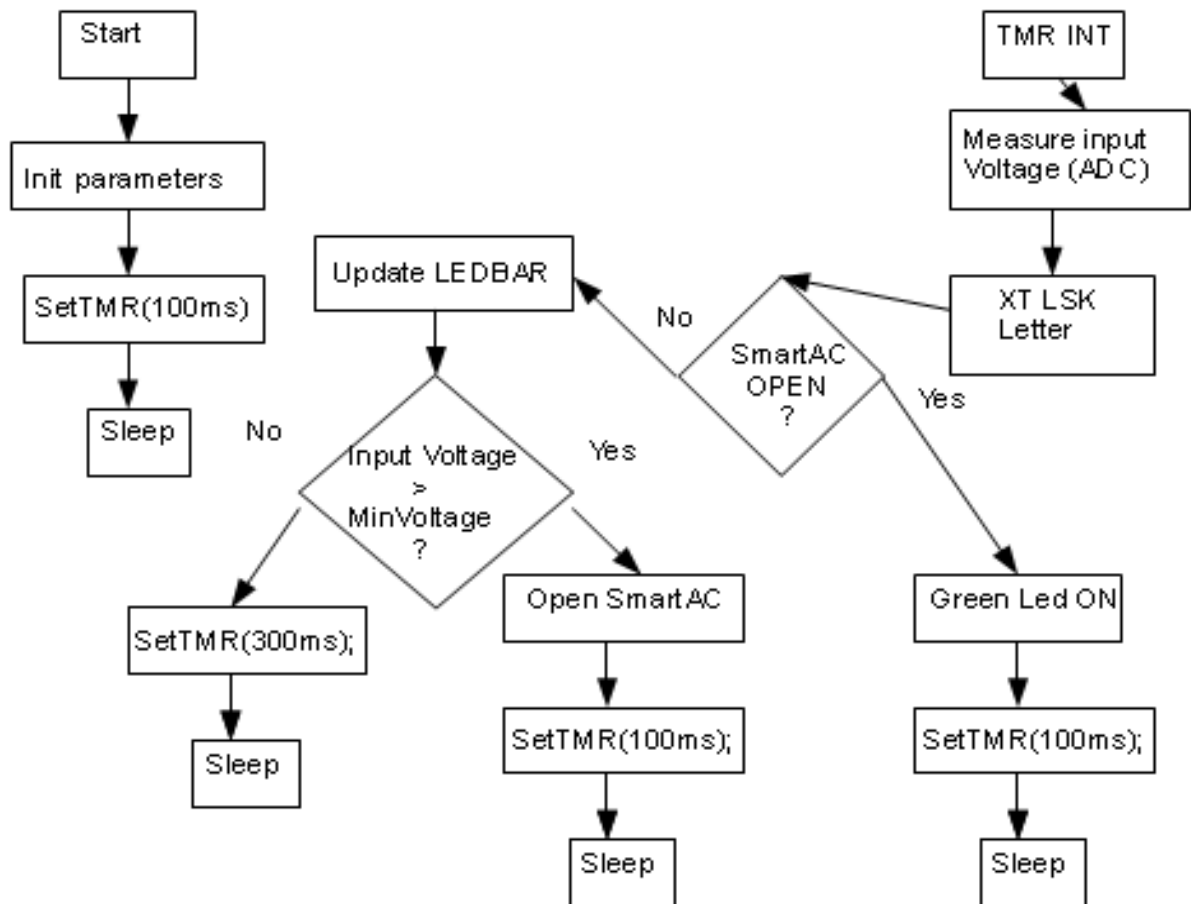 Start
Init parameters
SetTMR(100ms)
Sleep
TMR INT
Measure input
Voltage (ADC)
XT LSK
Letter
SmartAC
OPEN
?
No
Yes
Update LEDBAR
Input Voltage
>
MinVoltage
?
No
Yes
SetTMR(300ms);
Sleep
Open SmartAC
SetTMR(100ms);
Sleep
Green Led ON
SetTMR(100ms);
Sleep